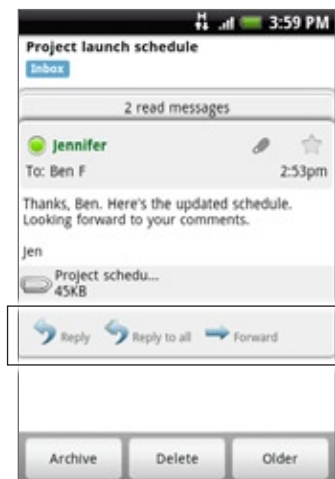 3:59 PM
Project launch schedule
Inbox
2 read messages
Jennifer
To: Ben F 2:53pm
Thanks, Ben. Here's the updated schedule.
Looking forward to your comments.
Jen
Project schedu...
45KB
Reply Reply to all Forward
Archive Delete Older